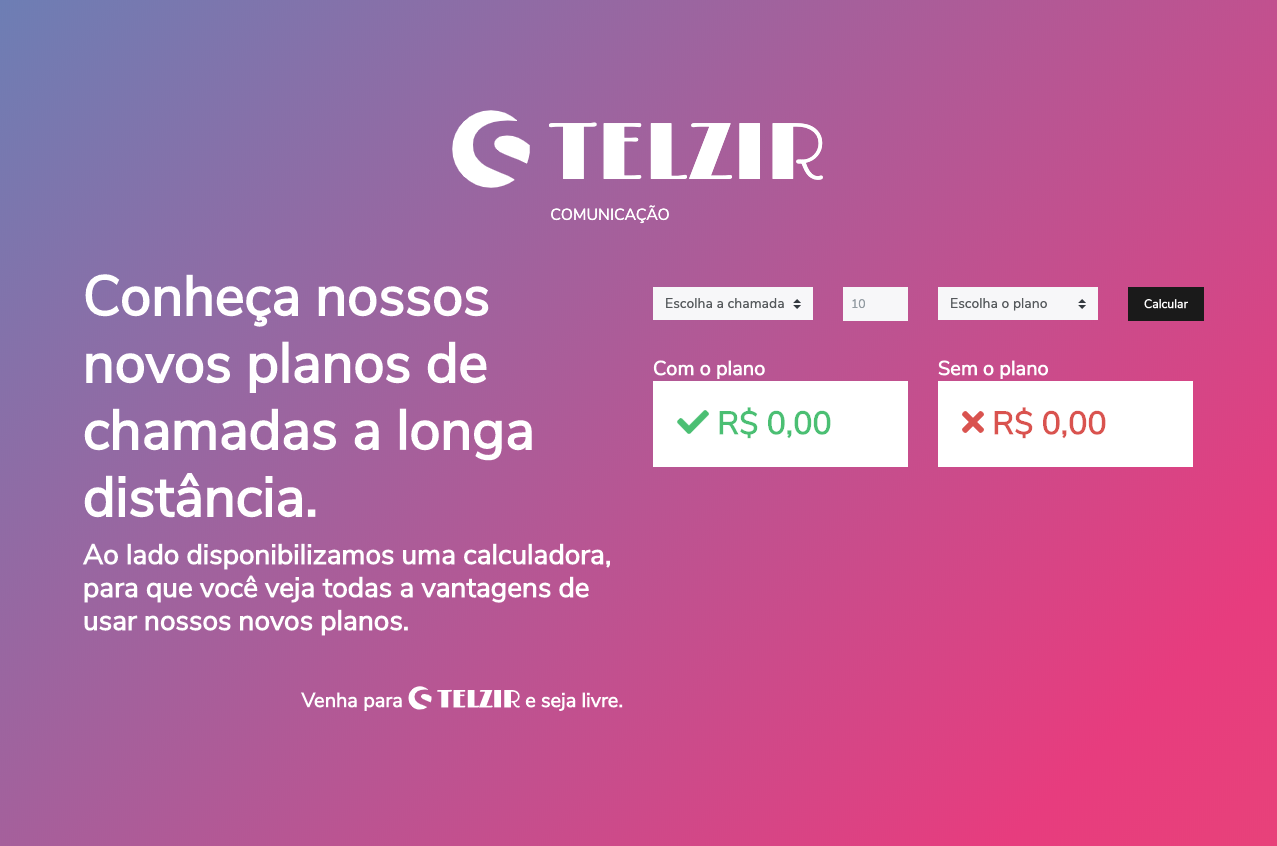 TELZIR
COMUNICAÇÃO
Conheça nossos
novos planos de
chamadas a longa
distância.
Ao lado disponibilizamos uma calculadora,
para que você veja todas a vantagens de
usar nossos novos planos.
Venha para TELZIR e seja livre.
Escolha a chamada 10 Escolha o plano Calcular
Com o plano Sem o plano
R$ 0,00 R$ 0,00